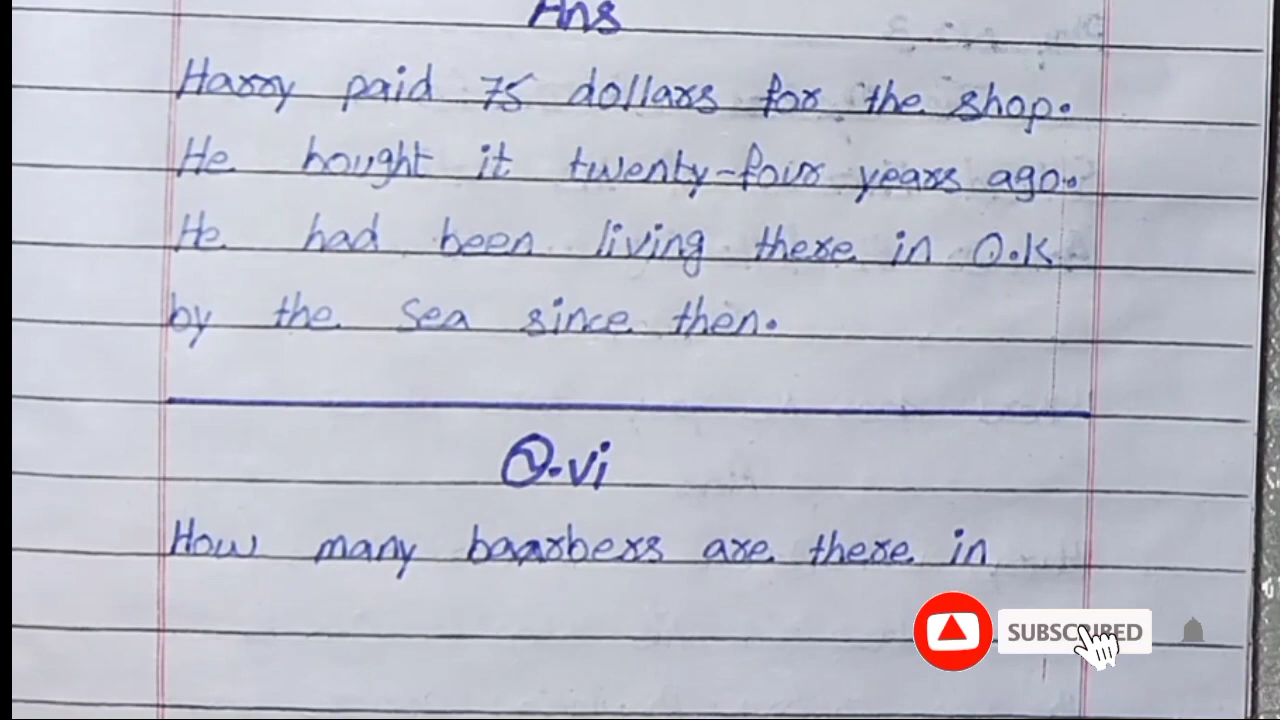 Ans
Harry paid 75 dollars for the shop.
He bought it twenty-four years ago.
He had been living there in O.K
by the sea since then.
Q.vi
How many baarbers are there in
SUBSCRIBED